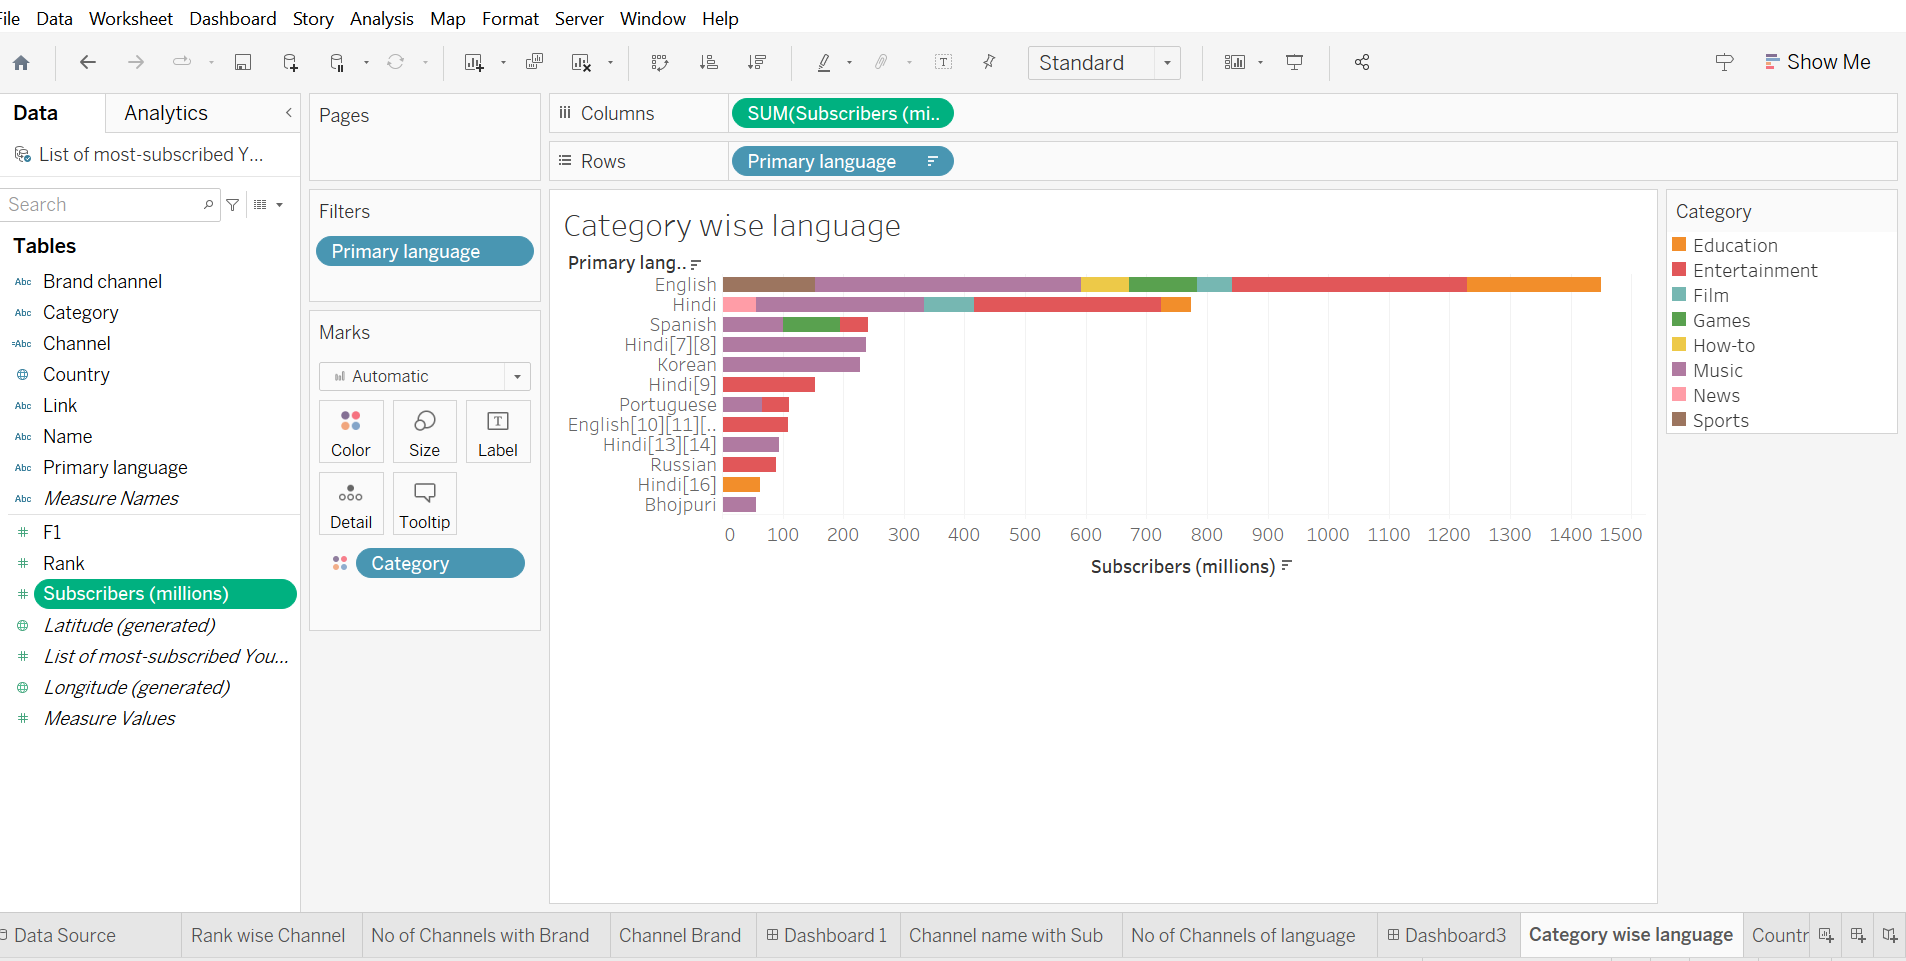 File Data Worksheet Dashboard Story Analysis Map Format Server Window Help
Standard
Show Me
Data Analytics
List of most-subscribed Y...
Search
Tables
Abc Brand channel
Abc Category
=Abc Channel
Country
Abc Link
Abc Name
Abc Primary language
Abc Measure Names
# F1
# Rank
# Subscribers (millions)
Latitude (generated)
# List of most-subscribed You...
Longitude (generated)
# Measure Values
Pages
Filters
Primary language
Marks
Automatic
Color Size Label
Detail Tooltip
Category
Columns SUM(Subscribers (mi..
Rows Primary language
Category wise language
Primary lang..
English
Hindi
Spanish
Hindi[7][8]
Korean
Hindi[9]
Portuguese
English[10][11][..
Hindi[13][14]
Russian
Hindi[16]
Bhojpuri
0 100 200 300 400 500 600 700 800 900 1000 1100 1200 1300 1400 1500
Subscribers (millions)
Category
Education
Entertainment
Film
Games
How-to
Music
News
Sports
Data Source Rank wise Channel No of Channels with Brand Channel Brand Dashboard 1 Channel name with Sub No of Channels of language Dashboard3 Category wise language Countr